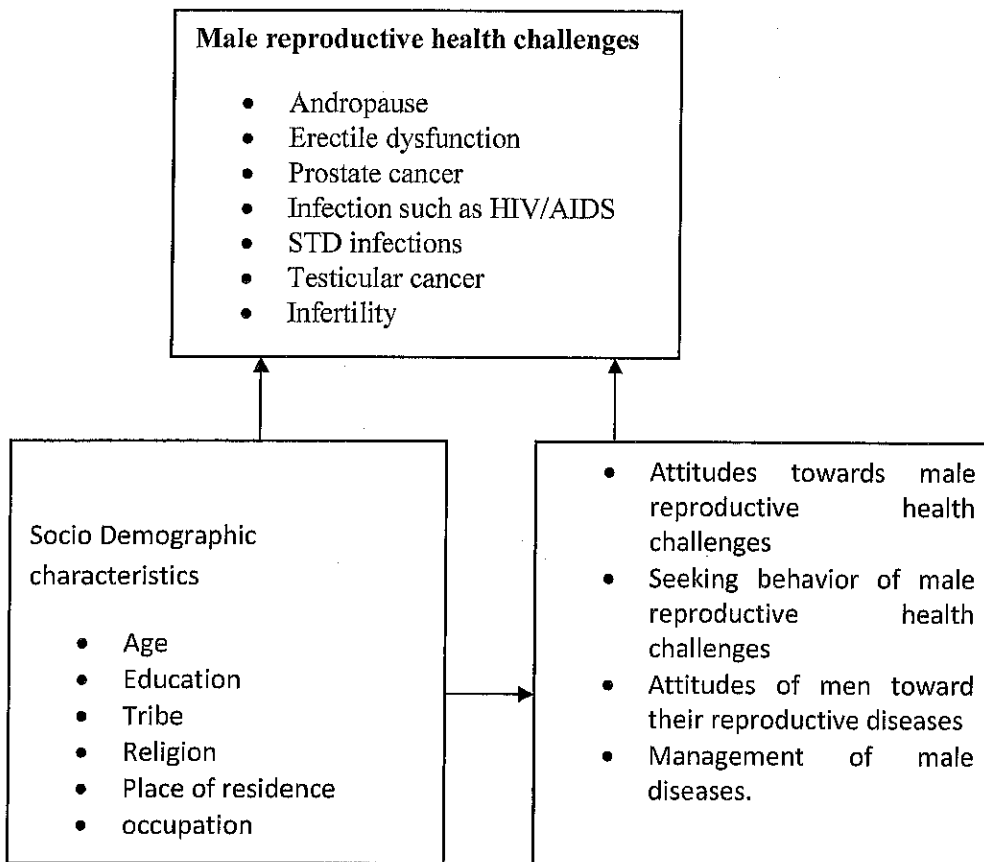 Male reproductive health challenges
• Andropause
• Erectile dysfunction
• Prostate cancer
• Infection such as HIV/AIDS
• STD infections
• Testicular cancer
• Infertility
Socio Demographic
characteristics
• Age
• Education
• Tribe
• Religion
• Place of residence
• occupation
• Attitudes towards male
reproductive health
challenges
• Seeking behavior of male
reproductive health
challenges
• Attitudes of men toward
their reproductive diseases
• Management of male
diseases.